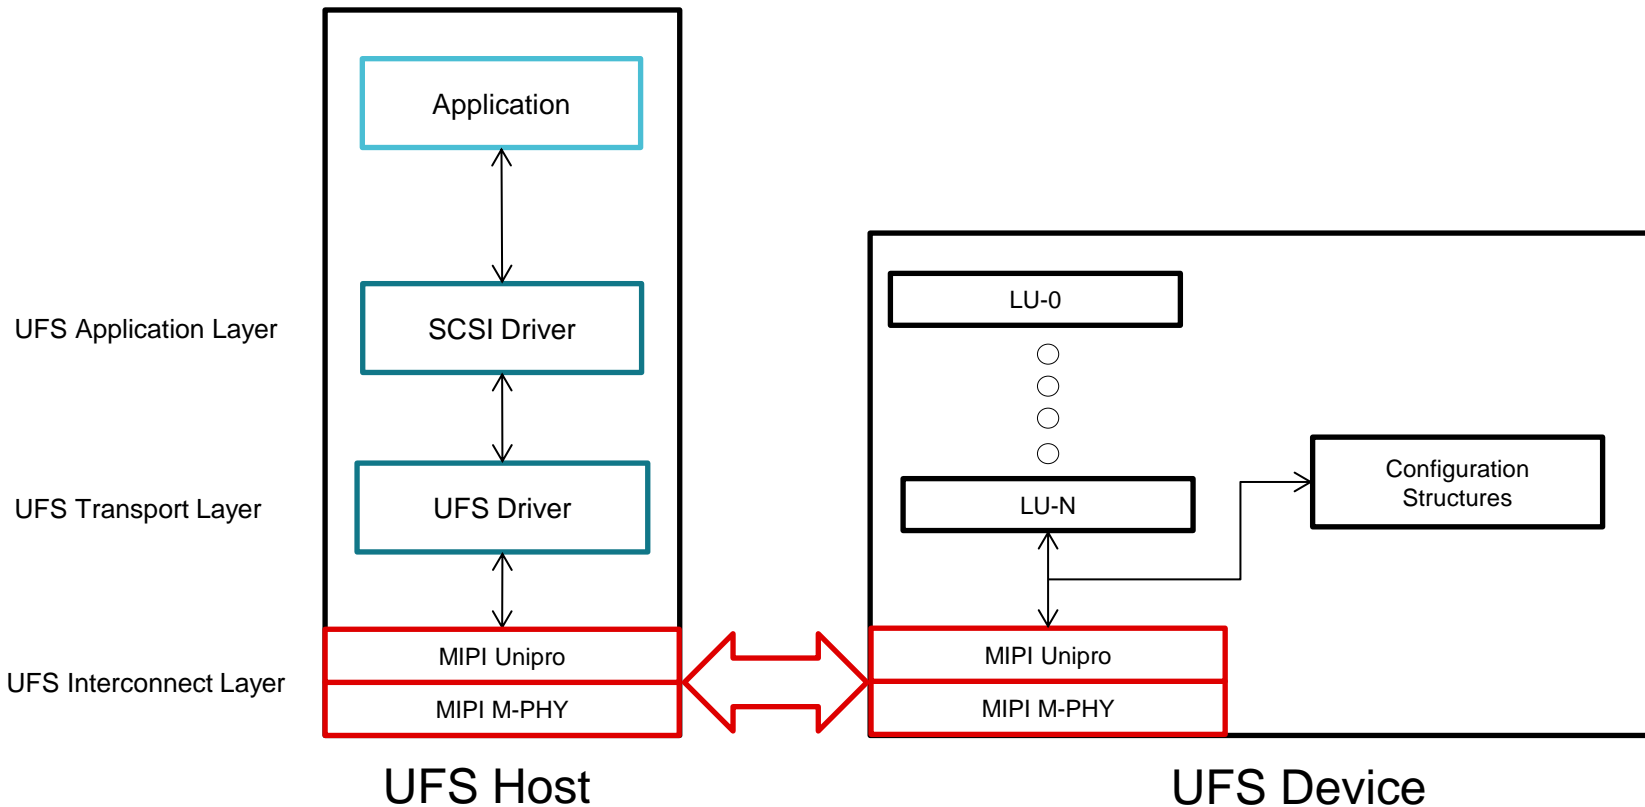 Application
UFS Application Layer
SCSI Driver
UFS Transport Layer
UFS Driver
UFS Interconnect Layer
MIPI Unipro
MIPI M-PHY
UFS Host
LU-0
LU-N
Configuration
Structures
MIPI Unipro
MIPI M-PHY
UFS Device